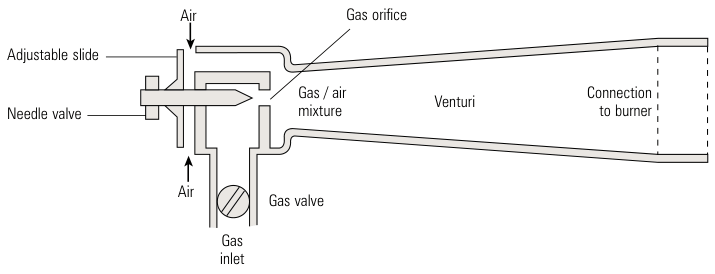 Air
Gas orifice
Adjustable slide
Needle valve
Gas / air
mixture
Venturi
Connection
to burner
Air
Gas valve
Gas
inlet